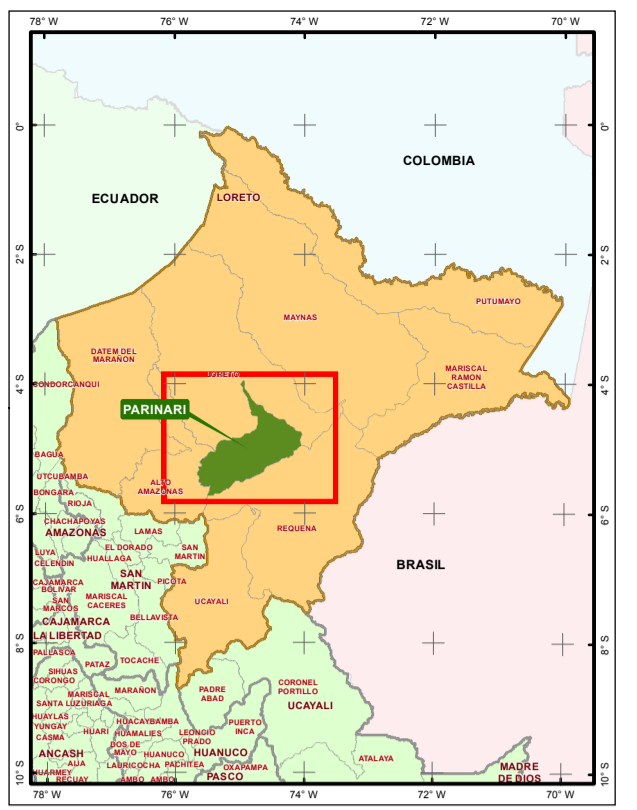 78° W
76° W
74° W
72° W
70° W
0°
0°
COLOMBIA
ECUADOR
LORETO
2° S
2° S
PUTUMAYO
MAYNAS
DATEM DEL
MARAÑON
MARISCAL
RAMON
CASTILLA
4° S
4° S
CONDORCANQUI
PARINARI
BAGUA
UTCUBAMBA
ALTO
AMAZONAS
BONGARA
RIOJA
6° S
6° S
CHACHAPOYAS
AMAZONAS
LAMAS
REQUENA
LUYA
EL DORADO
SAN
MARTIN
CELENDIN
HUALLAGA
BRASIL
CAJAMARCA
BOLIVAR
SAN
MARTIN
PICOTA
SAN
MARCOS
MARISCAL
CACERES
UCAYALI
CAJAMARCA
BELLAVISTA
LA LIBERTAD
8° S
8° S
PALLASCA
PATAZ
TOCACHE
SIHUAS
CORONGO
MARISCAL
LUZURIAGA
MARAÑON
PADRE
ABAD
CORONEL
PORTILLO
SANTA
UCAYALI
HUAYLAS
YUNGAY
HUACAYBAMBA
PUERTO
INCA
CASMA
HUARI
HUAMALIES
LEONCIO
PRADO
DOS DE
MAYO
ANCASH
HUANUCO
HUANUCO
ATALAYA
AIJA
LAURICOCHA
PACHITEA
OXAPAMPA
MADRE
DE DIOS
10° S
10° S
HUARMEY
RECUAY
AMBO
AMBO
PASCO
78° W
76° W
74° W
72° W
70° W